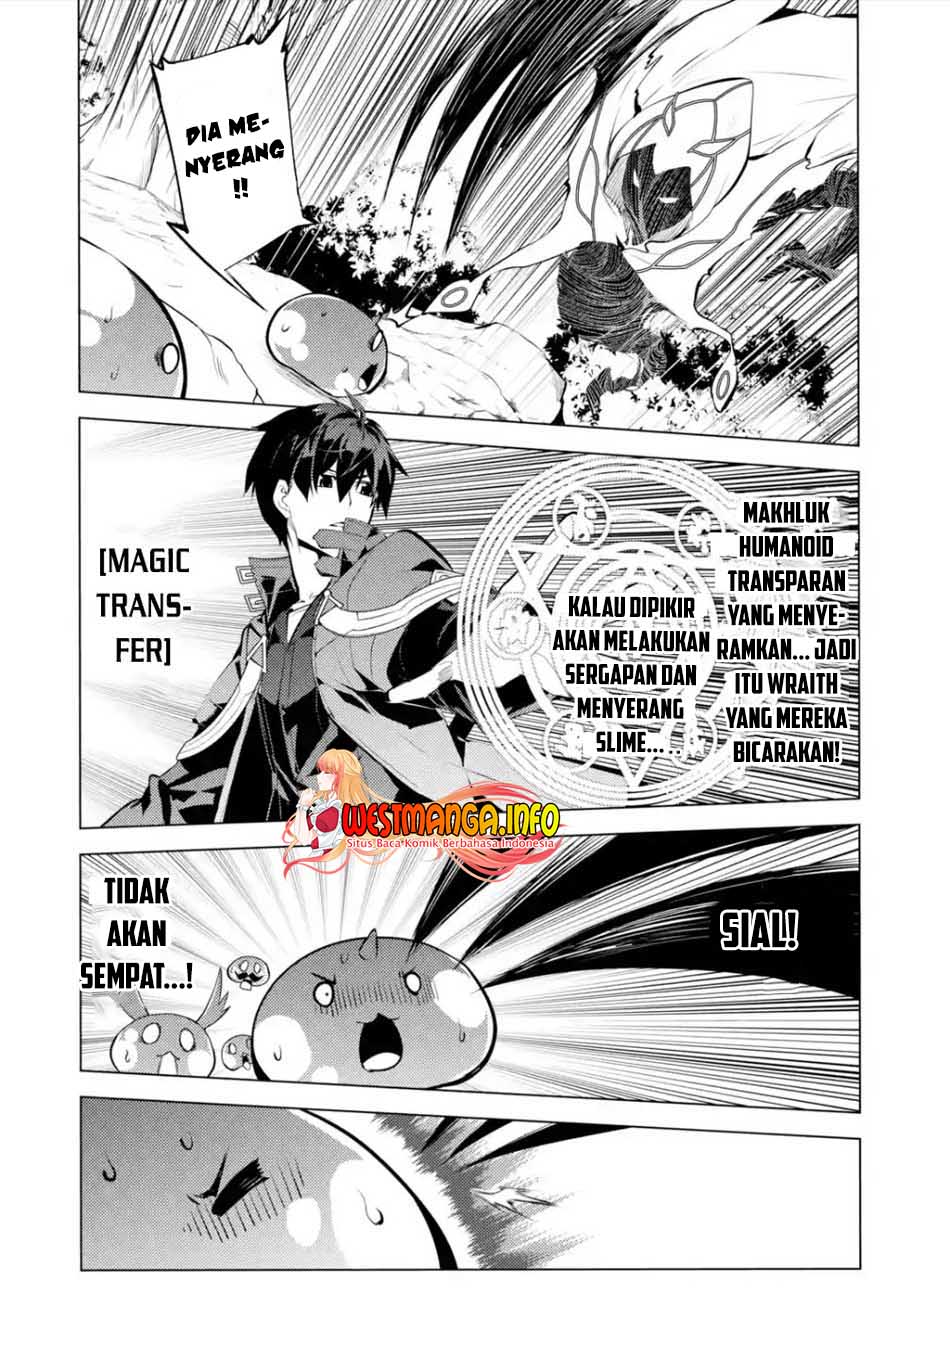 DIA ME-
NYERANG
!!
MAKHLUK
HUMANOID
TRANSPARAN
YANG MENYE-
RAMKAN... JADI
ITU WRAITH
YANG MEREKA
BICARAKAN!
KALAU DIPIKIR
AKAN MELAKUKAN
SERGAPAN DAN
MENYERANG
SLIME... . .
[MAGIC
TRANS-
FER]
WESTMANGA.INFO
Situs Baca Komik Berbahasa Indonesia
SIAL!
TIDAK
AKAN
SEMPAT...!